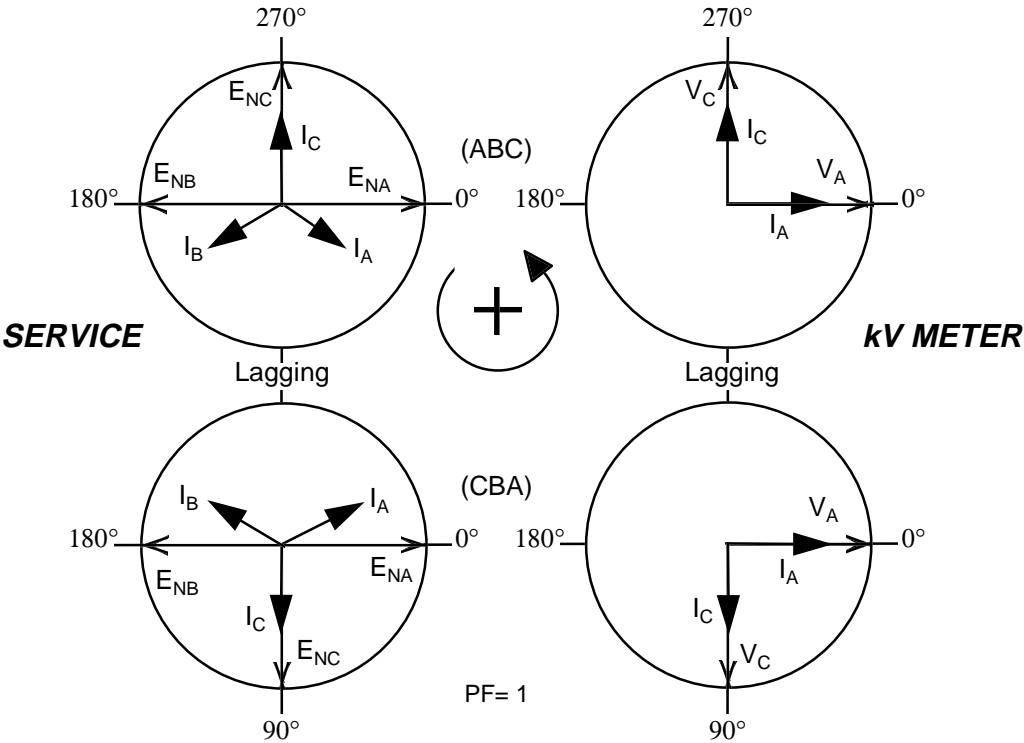 270°
270°
E_NC
V_C
I_C
I_C
(ABC)
E_NB
E_NA
V_A
180°
0°
180°
0°
I_B
I_A
I_A
SERVICE
kV METER
Lagging
Lagging
(CBA)
I_B
I_A
V_A
180°
0°
180°
0°
E_NB
E_NA
I_A
I_C
I_C
E_NC
V_C
PF= 1
90°
90°